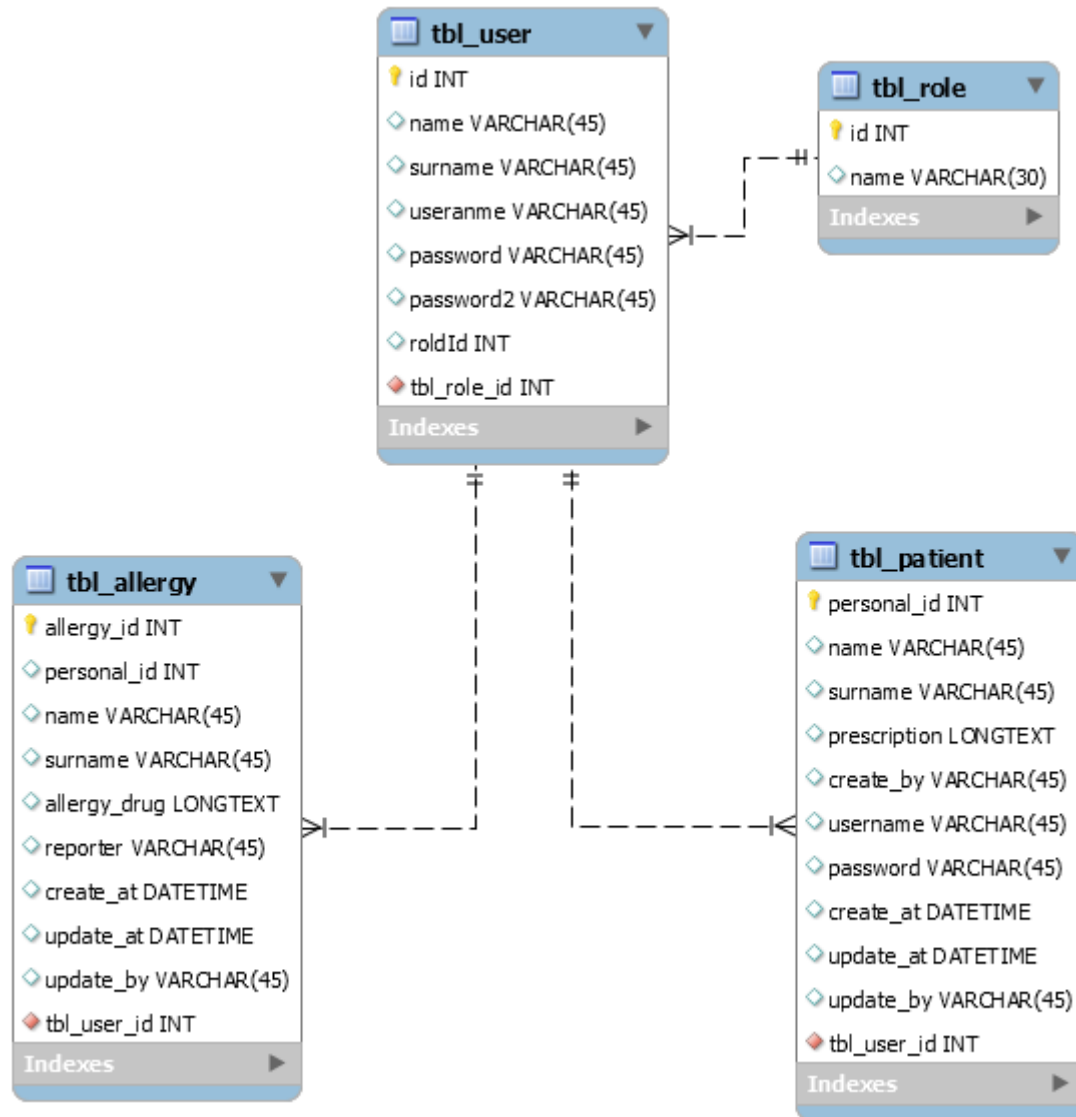 tbl_user
id INT
name VARCHAR(45)
surname VARCHAR(45)
useranme VARCHAR(45)
password VARCHAR(45)
password2 VARCHAR(45)
roldId INT
tbl_role_id INT
Indexes
tbl_role
id INT
name VARCHAR(30)
Indexes
tbl_allergy
allergy_id INT
personal_id INT
name VARCHAR(45)
surname VARCHAR(45)
allergy_drug LONGTEXT
reporter VARCHAR(45)
create_at DATETIME
update_at DATETIME
update_by VARCHAR(45)
tbl_user_id INT
Indexes
tbl_patient
personal_id INT
name VARCHAR(45)
surname VARCHAR(45)
prescription LONGTEXT
create_by VARCHAR(45)
username VARCHAR(45)
password VARCHAR(45)
create_at DATETIME
update_at DATETIME
update_by VARCHAR(45)
tbl_user_id INT
Indexes